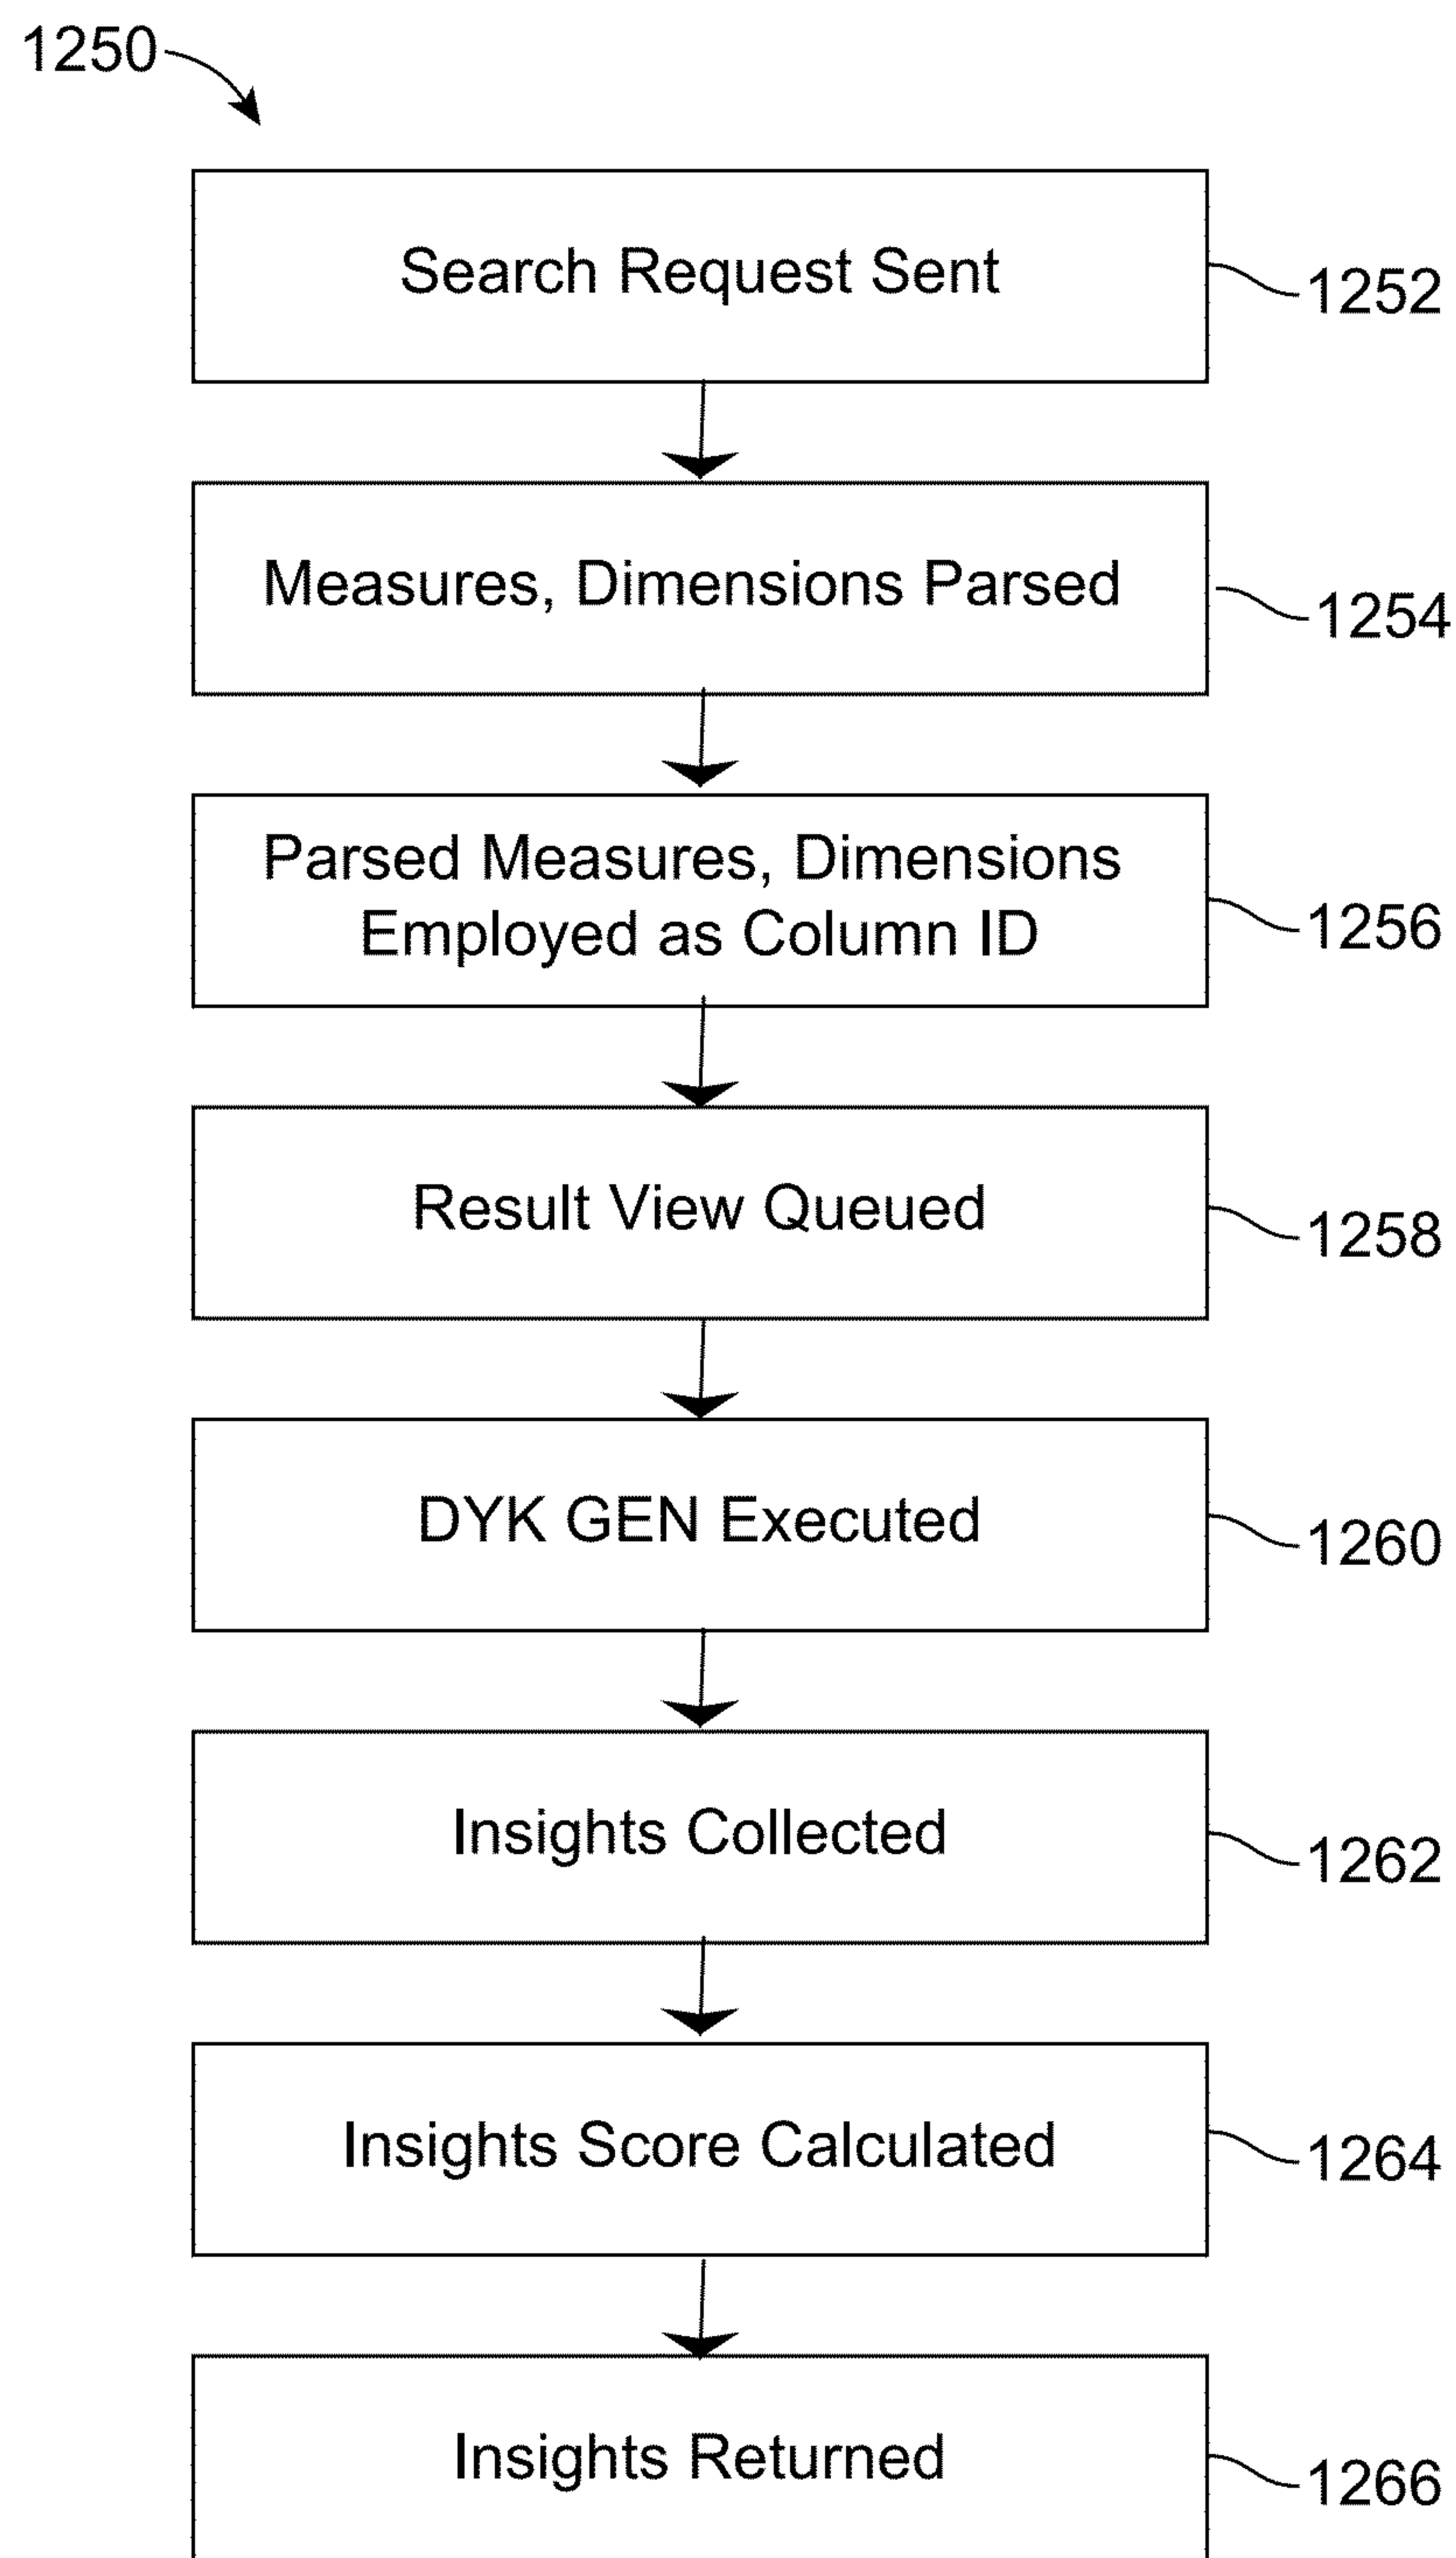 1250
Search Request Sent
1252
Measures, Dimensions Parsed
1254
Parsed Measures, Dimensions
Employed as Column ID
1256
Result View Queued
1258
DYK GEN Executed
1260
Insights Collected
1262
Insights Score Calculated
1264
Insights Returned
1266